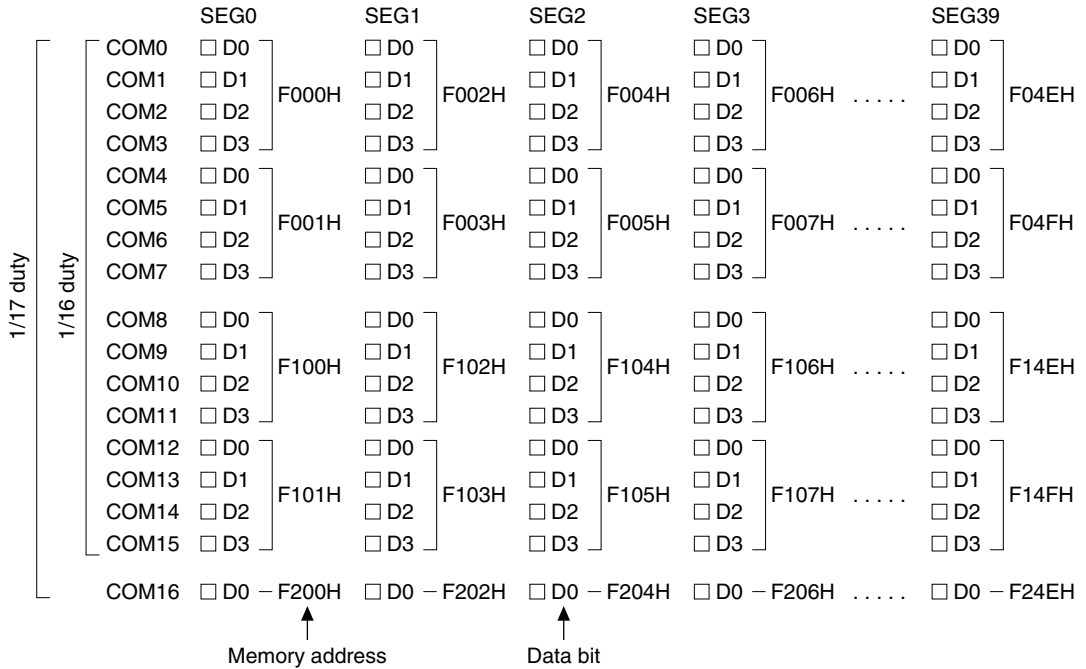 SEG0 SEG1 SEG2 SEG3 SEG39
COM0 D0 D0 D0 D0 D0
COM1 D1 D1 D1 D1 D1
F000H F002H F004H F006H . . . . . F04EH
COM2 D2 D2 D2 D2 D2
COM3 D3 D3 D3 D3 D3
COM4 D0 D0 D0 D0 D0
COM5 D1 D1 D1 D1 D1
F001H F003H F005H F007H . . . . . F04FH
COM6 D2 D2 D2 D2 D2
COM7 D3 D3 D3 D3 D3
1/17 duty
1/16 duty
COM8 D0 D0 D0 D0 D0
COM9 D1 D1 D1 D1 D1
F100H F102H F104H F106H . . . . . F14EH
COM10 D2 D2 D2 D2 D2
COM11 D3 D3 D3 D3 D3
COM12 D0 D0 D0 D0 D0
COM13 D1 D1 D1 D1 D1
F101H F103H F105H F107H . . . . . F14FH
COM14 D2 D2 D2 D2 D2
COM15 D3 D3 D3 D3 D3
COM16 D0 – F200H D0 – F202H D0 – F204H D0 – F206H . . . . . D0 – F24EH
Memory address Data bit